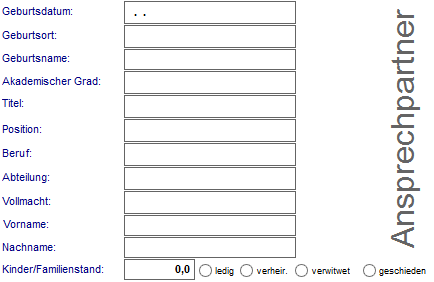 Geburtsdatum: . .
Geburtsort:
Geburtsname:
Akademischer Grad:
Titel:
Position:
Beruf:
Abteilung:
Vollmacht:
Vorname:
Nachname:
Kinder/Familienstand: 0,0 ledig verheir. verwitwet geschieden
Ansprechpartner